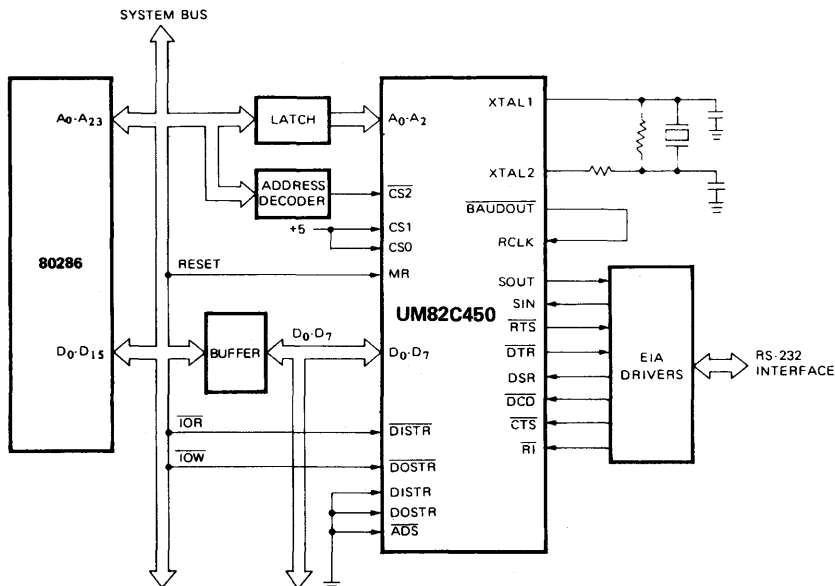 SYSTEM BUS
80286
A0-A23
D0-D15
LATCH
ADDRESS
DECODER
+5
RESET
BUFFER
D0-D7
IOR
IOW
UM82C450
A0-A2
CS2
CS1
CS0
MR
D0-D7
DISTR
DOSTR
DISTR
DOSTR
ADS
XTAL1
XTAL2
BAUDOUT
RCLK
SOUT
SIN
RTS
DTR
DSR
DCD
CTS
RI
EIA
DRIVERS
RS-232
INTERFACE